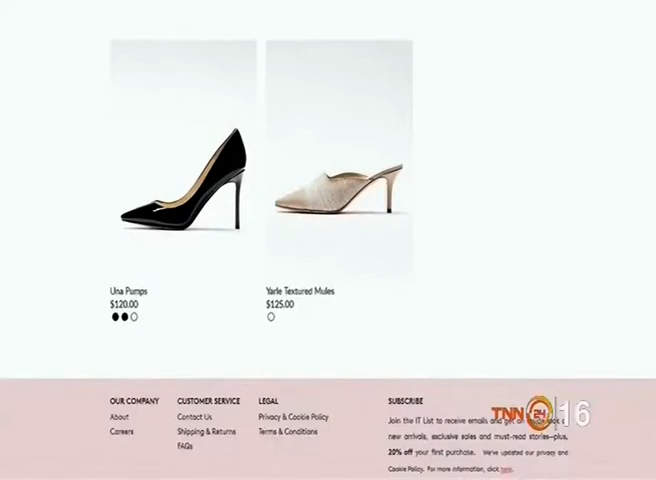 Una Pumps
$120.00
Yarle Textured Mules
$125.00
OUR COMPANY
About
Careers
CUSTOMER SERVICE
Contact Us
Shipping & Returns
FAQs
LEGAL
Privacy & Cookie Policy
Terms & Conditions
SUBSCRIBE
Join the IT List to receive emails and get
new arrivals, exclusive sales and must-read stories—plus,
20% off your first purchase. We've updated our privacy and
Cookie Policy. For more information, click here.
TNN 24 16